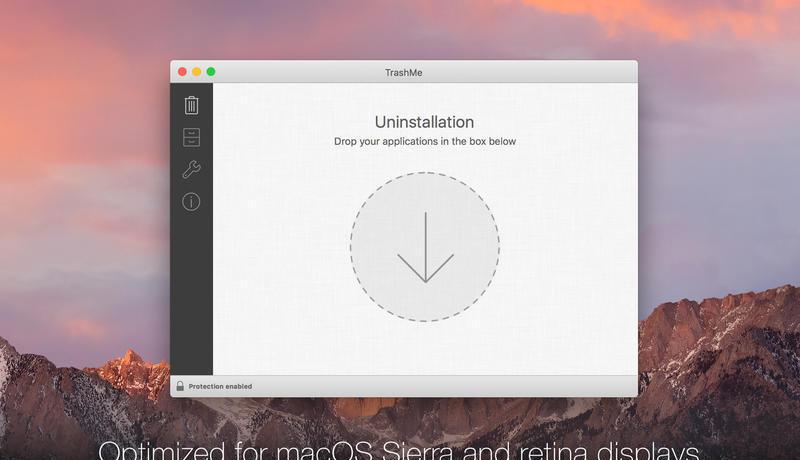 TrashMe
Uninstallation
Drop your applications in the box below
Protection enabled
Optimized for macOS Sierra and retina displays